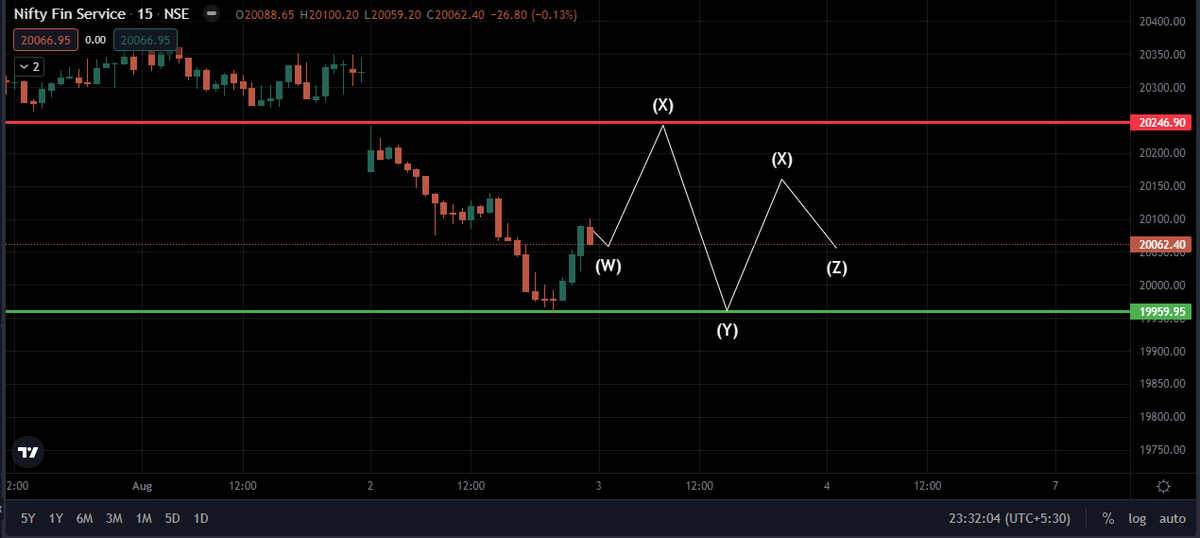 Nifty Fin Service · 15 · NSE O20088.65 H20100.20 L20059.20 C20062.40 −26.80 (−0.13%)
20066.95 0.00 20066.95
2
20400.00
20350.00
20300.00
20246.90
20200.00
20150.00
20100.00
20062.40
20000.00
19959.95
19900.00
19850.00
19800.00
19750.00
(X)
(X)
(W)
(Z)
(Y)
2:00 Aug 12:00 2 12:00 3 12:00 4 12:00 7
5Y 1Y 6M 3M 1M 5D 1D 23:32:04 (UTC+5:30) % log auto